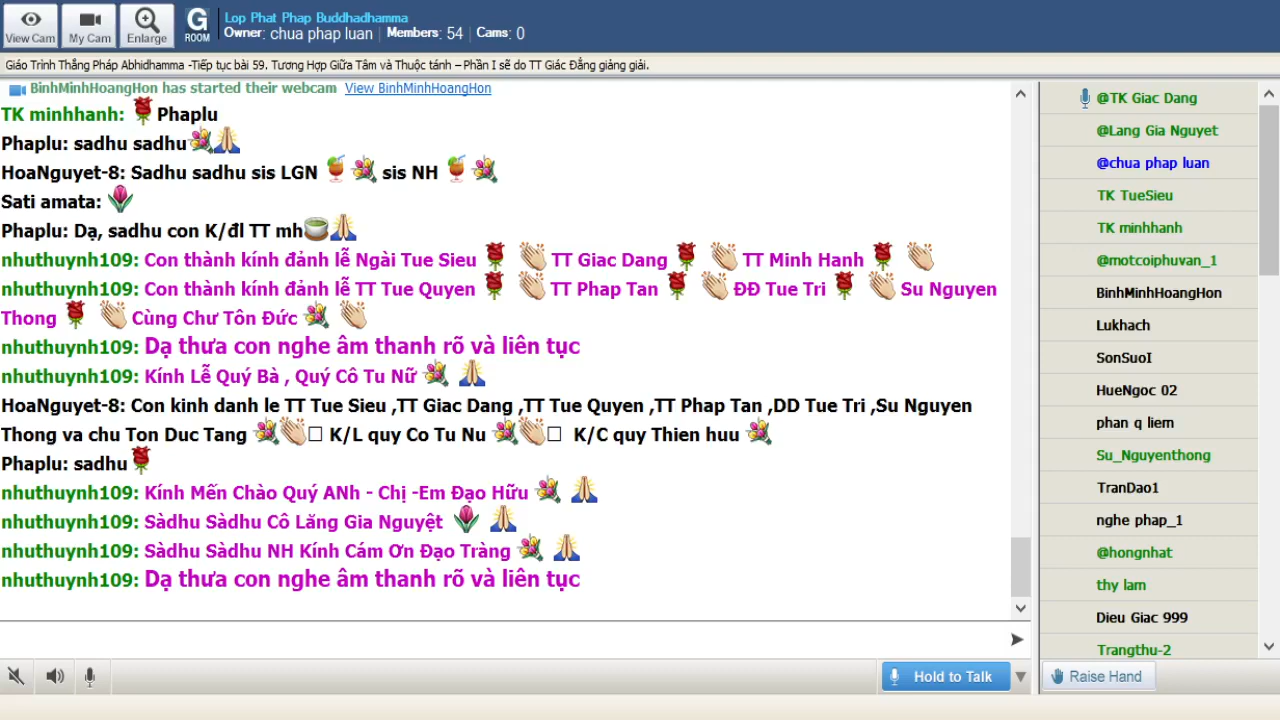 View Cam
My Cam
Enlarge
G
ROOM
Lop Phat Phap Buddhadhamma
Owner: chua phap luan | Members: 54 | Cams: 0
Giáo Trình Thắng Pháp Abhidhamma -Tiếp tục bài 59. Tương Hợp Giữa Tâm và Thuộc tánh – Phần I sẽ do TT Giác Đẳng giảng giải.
BinhMinhHoangHon has started their webcam View BinhMinhHoangHon
TK minhhanh: 🌹Phaplu
Phaplu: sadhu sadhu💐🙏
HoaNguyet-8: Sadhu sadhu sis LGN 🍹💐 sis NH 🍹💐
Sati amata: 🌷
Phaplu: Dạ, sadhu con K/đl TT mh🍵🙏
nhuthuynh109: Con thành kính đảnh lễ Ngài Tue Sieu 🌹 👏 TT Giac Dang 🌹 👏 TT Minh Hanh 🌹 👏
nhuthuynh109: Con thành kính đảnh lễ TT Tue Quyen 🌹 👏 TT Phap Tan 🌹 👏 ĐĐ Tue Tri 🌹 👏 Su Nguyen
Thong 🌹 👏 Cùng Chư Tôn Đức 💐 👏
nhuthuynh109: Dạ thưa con nghe âm thanh rõ và liên tục
nhuthuynh109: Kính Lễ Quý Bà , Quý Cô Tu Nữ 💐 🙏
HoaNguyet-8: Con kinh danh le TT Tue Sieu ,TT Giac Dang ,TT Tue Quyen ,TT Phap Tan ,DD Tue Tri ,Su Nguyen
Thong va chu Ton Duc Tang 💐👏□ K/L quy Co Tu Nu 💐👏□ K/C quy Thien huu 💐
Phaplu: sadhu🌹
nhuthuynh109: Kính Mến Chào Quý ANh - Chị -Em Đạo Hữu 💐 🙏
nhuthuynh109: Sàdhu Sàdhu Cô Lăng Gia Nguyệt 🌷 🙏
nhuthuynh109: Sàdhu Sàdhu NH Kính Cám Ơn Đạo Tràng 💐 🙏
nhuthuynh109: Dạ thưa con nghe âm thanh rõ và liên tục
@TK Giac Dang
@Lang Gia Nguyet
@chua phap luan
TK TueSieu
TK minhhanh
@motcoiphuvan_1
BinhMinhHoangHon
Lukhach
SonSuoI
HueNgoc 02
phan q liem
Su_Nguyenthong
TranDao1
nghe phap_1
@hongnhat
thy lam
Dieu Giac 999
Trangthu-2
Hold to Talk
Raise Hand